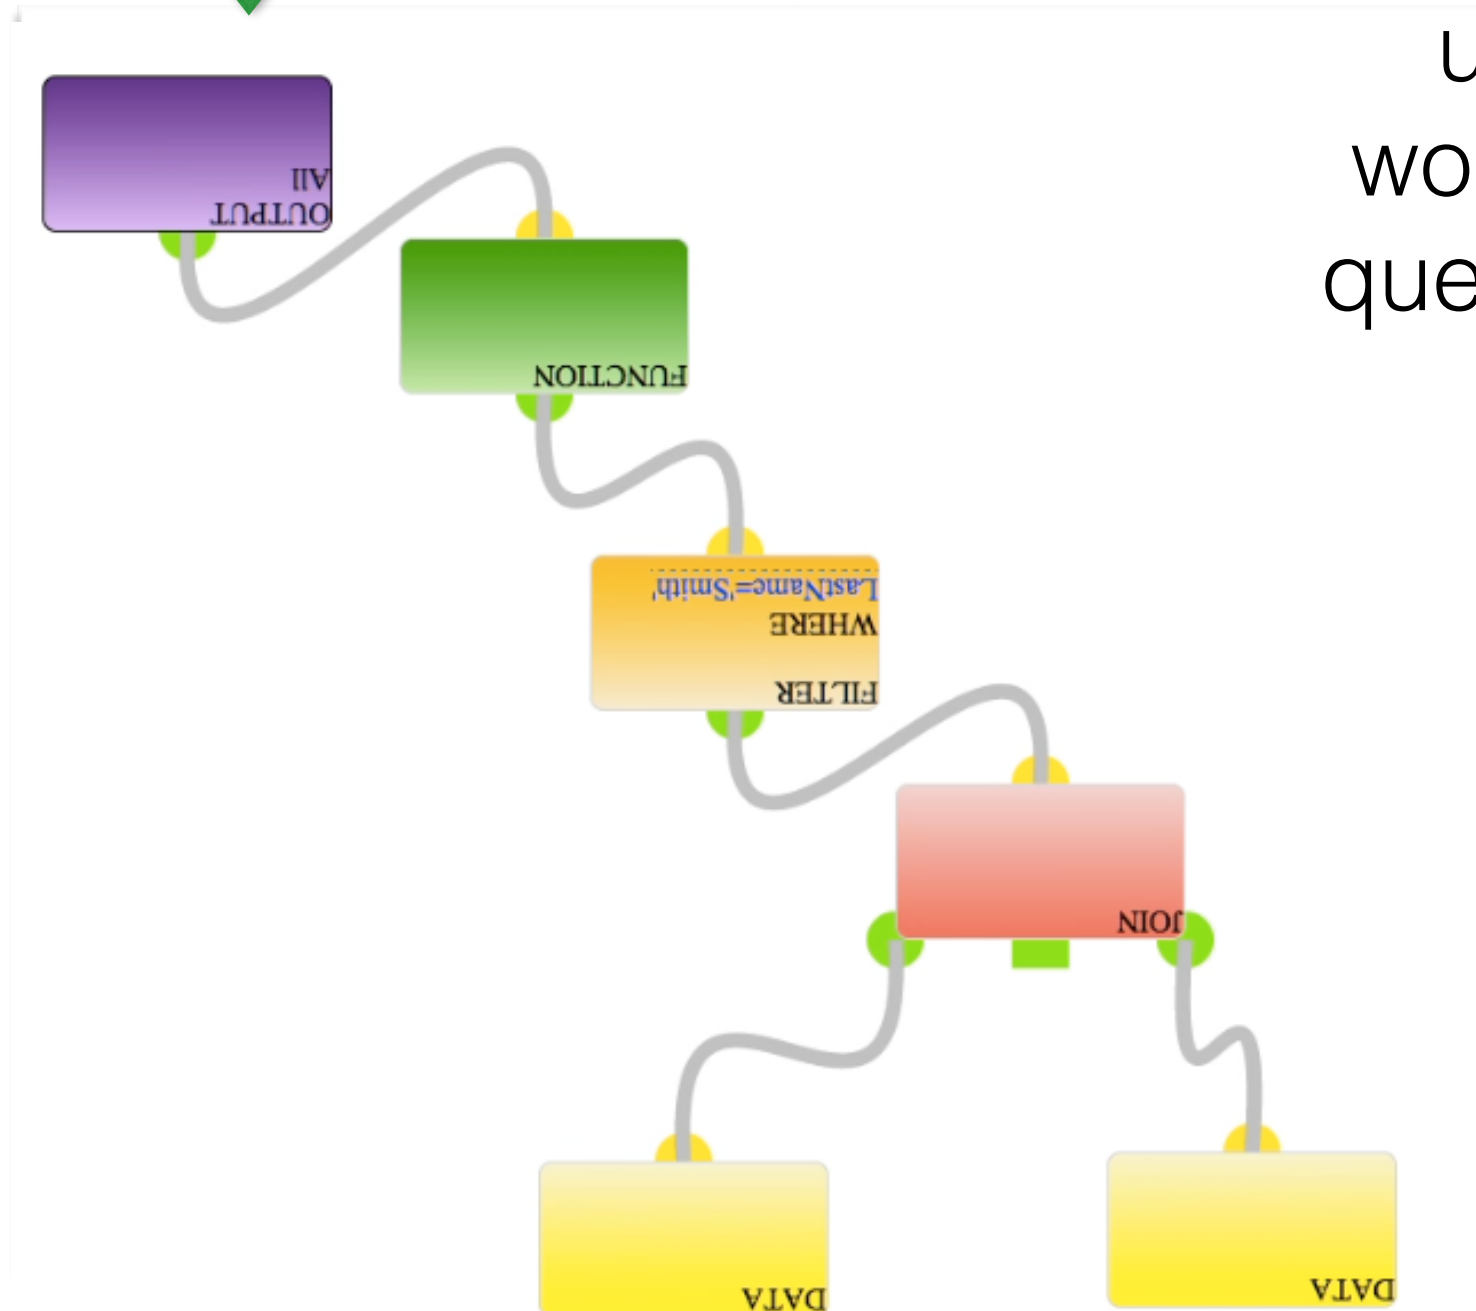 u
wo
que
OUTPUT
All
FUNCTION
FILTER
WHERE
LastName='Smith'
JOIN
DATA
DATA